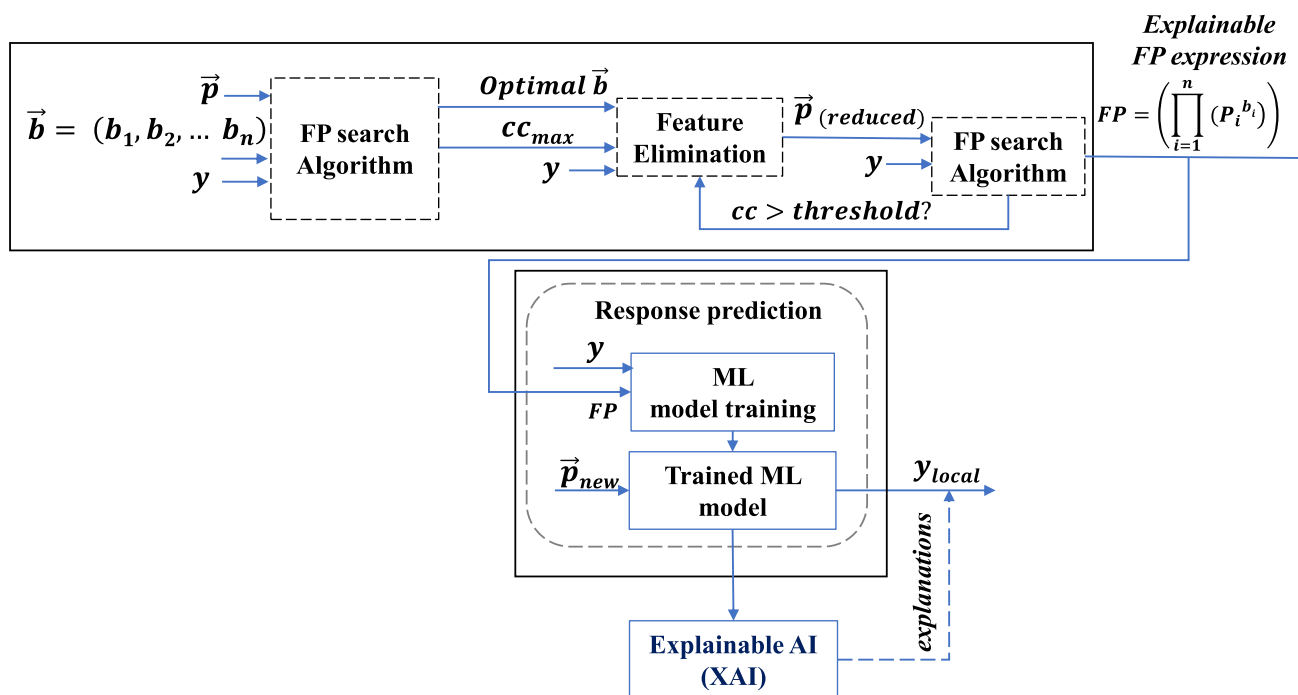 Explainable
FP expression
FP = (∏ᵢ₌₁ⁿ (Pᵢ^bᵢ))
p⃗
b⃗ = (b₁, b₂, … bₙ)
y
FP search
Algorithm
Optimal b⃗
cc_max
y
Feature
Elimination
p⃗ (reduced)
y
FP search
Algorithm
cc > threshold?
Response prediction
y
FP
ML
model training
p⃗_new
Trained ML
model
y_local
explanations
Explainable AI
(XAI)